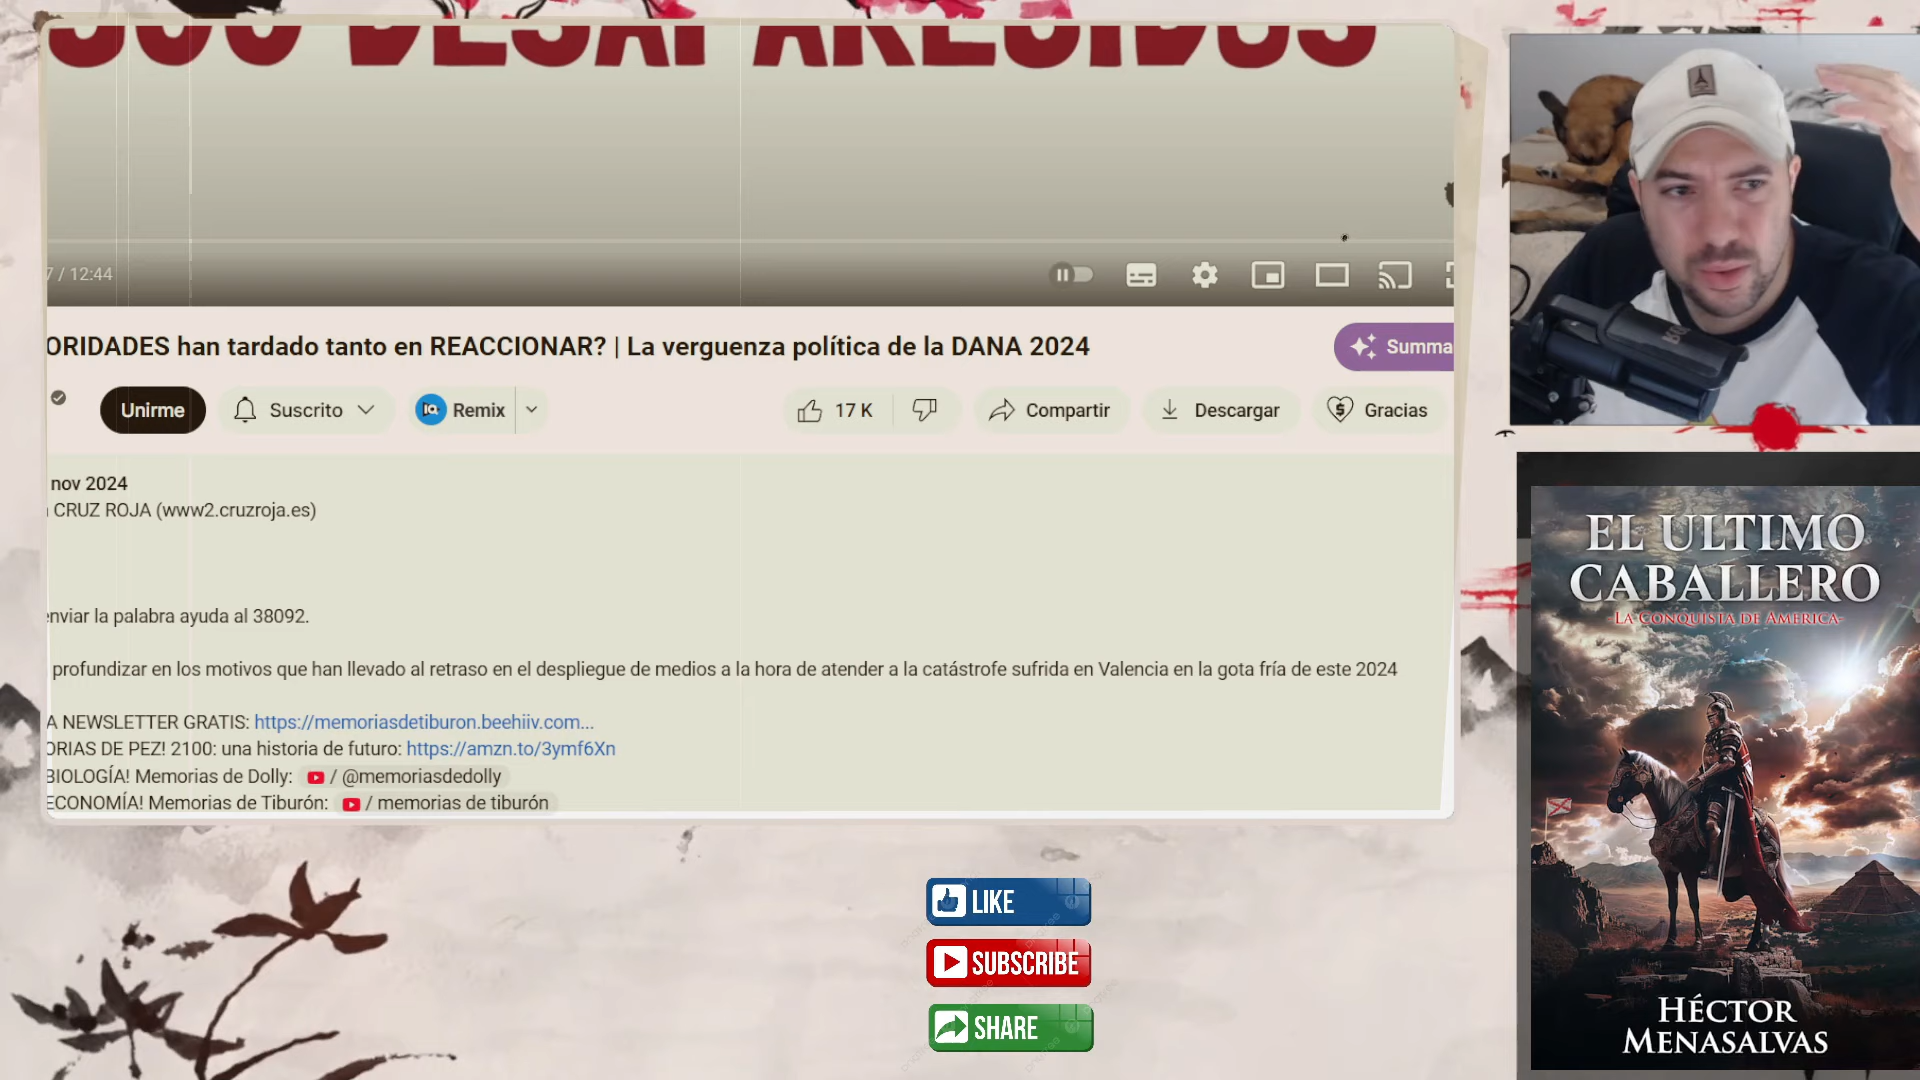 DESAPARECIDOS
/ 12:44
ORIDADES han tardado tanto en REACCIONAR? | La verguenza política de la DANA 2024
Summa
Unirme
Suscrito
Remix
17 K
Compartir
Descargar
Gracias
nov 2024
CRUZ ROJA (www2.cruzroja.es)
enviar la palabra ayuda al 38092.
profundizar en los motivos que han llevado al retraso en el despliegue de medios a la hora de atender a la catástrofe sufrida en Valencia en la gota fría de este 2024
A NEWSLETTER GRATIS: https://memoriasdetiburon.beehiiv.com...
ORIAS DE PEZ! 2100: una historia de futuro: https://amzn.to/3ymf6Xn
BIOLOGÍA! Memorias de Dolly: / @memoriasdedolly
ECONOMÍA! Memorias de Tiburón: / memorias de tiburón
LIKE
SUBSCRIBE
SHARE
EL ULTIMO
CABALLERO
-LA CONQUISTA DE AMERICA-
HÉCTOR
MENASALVAS